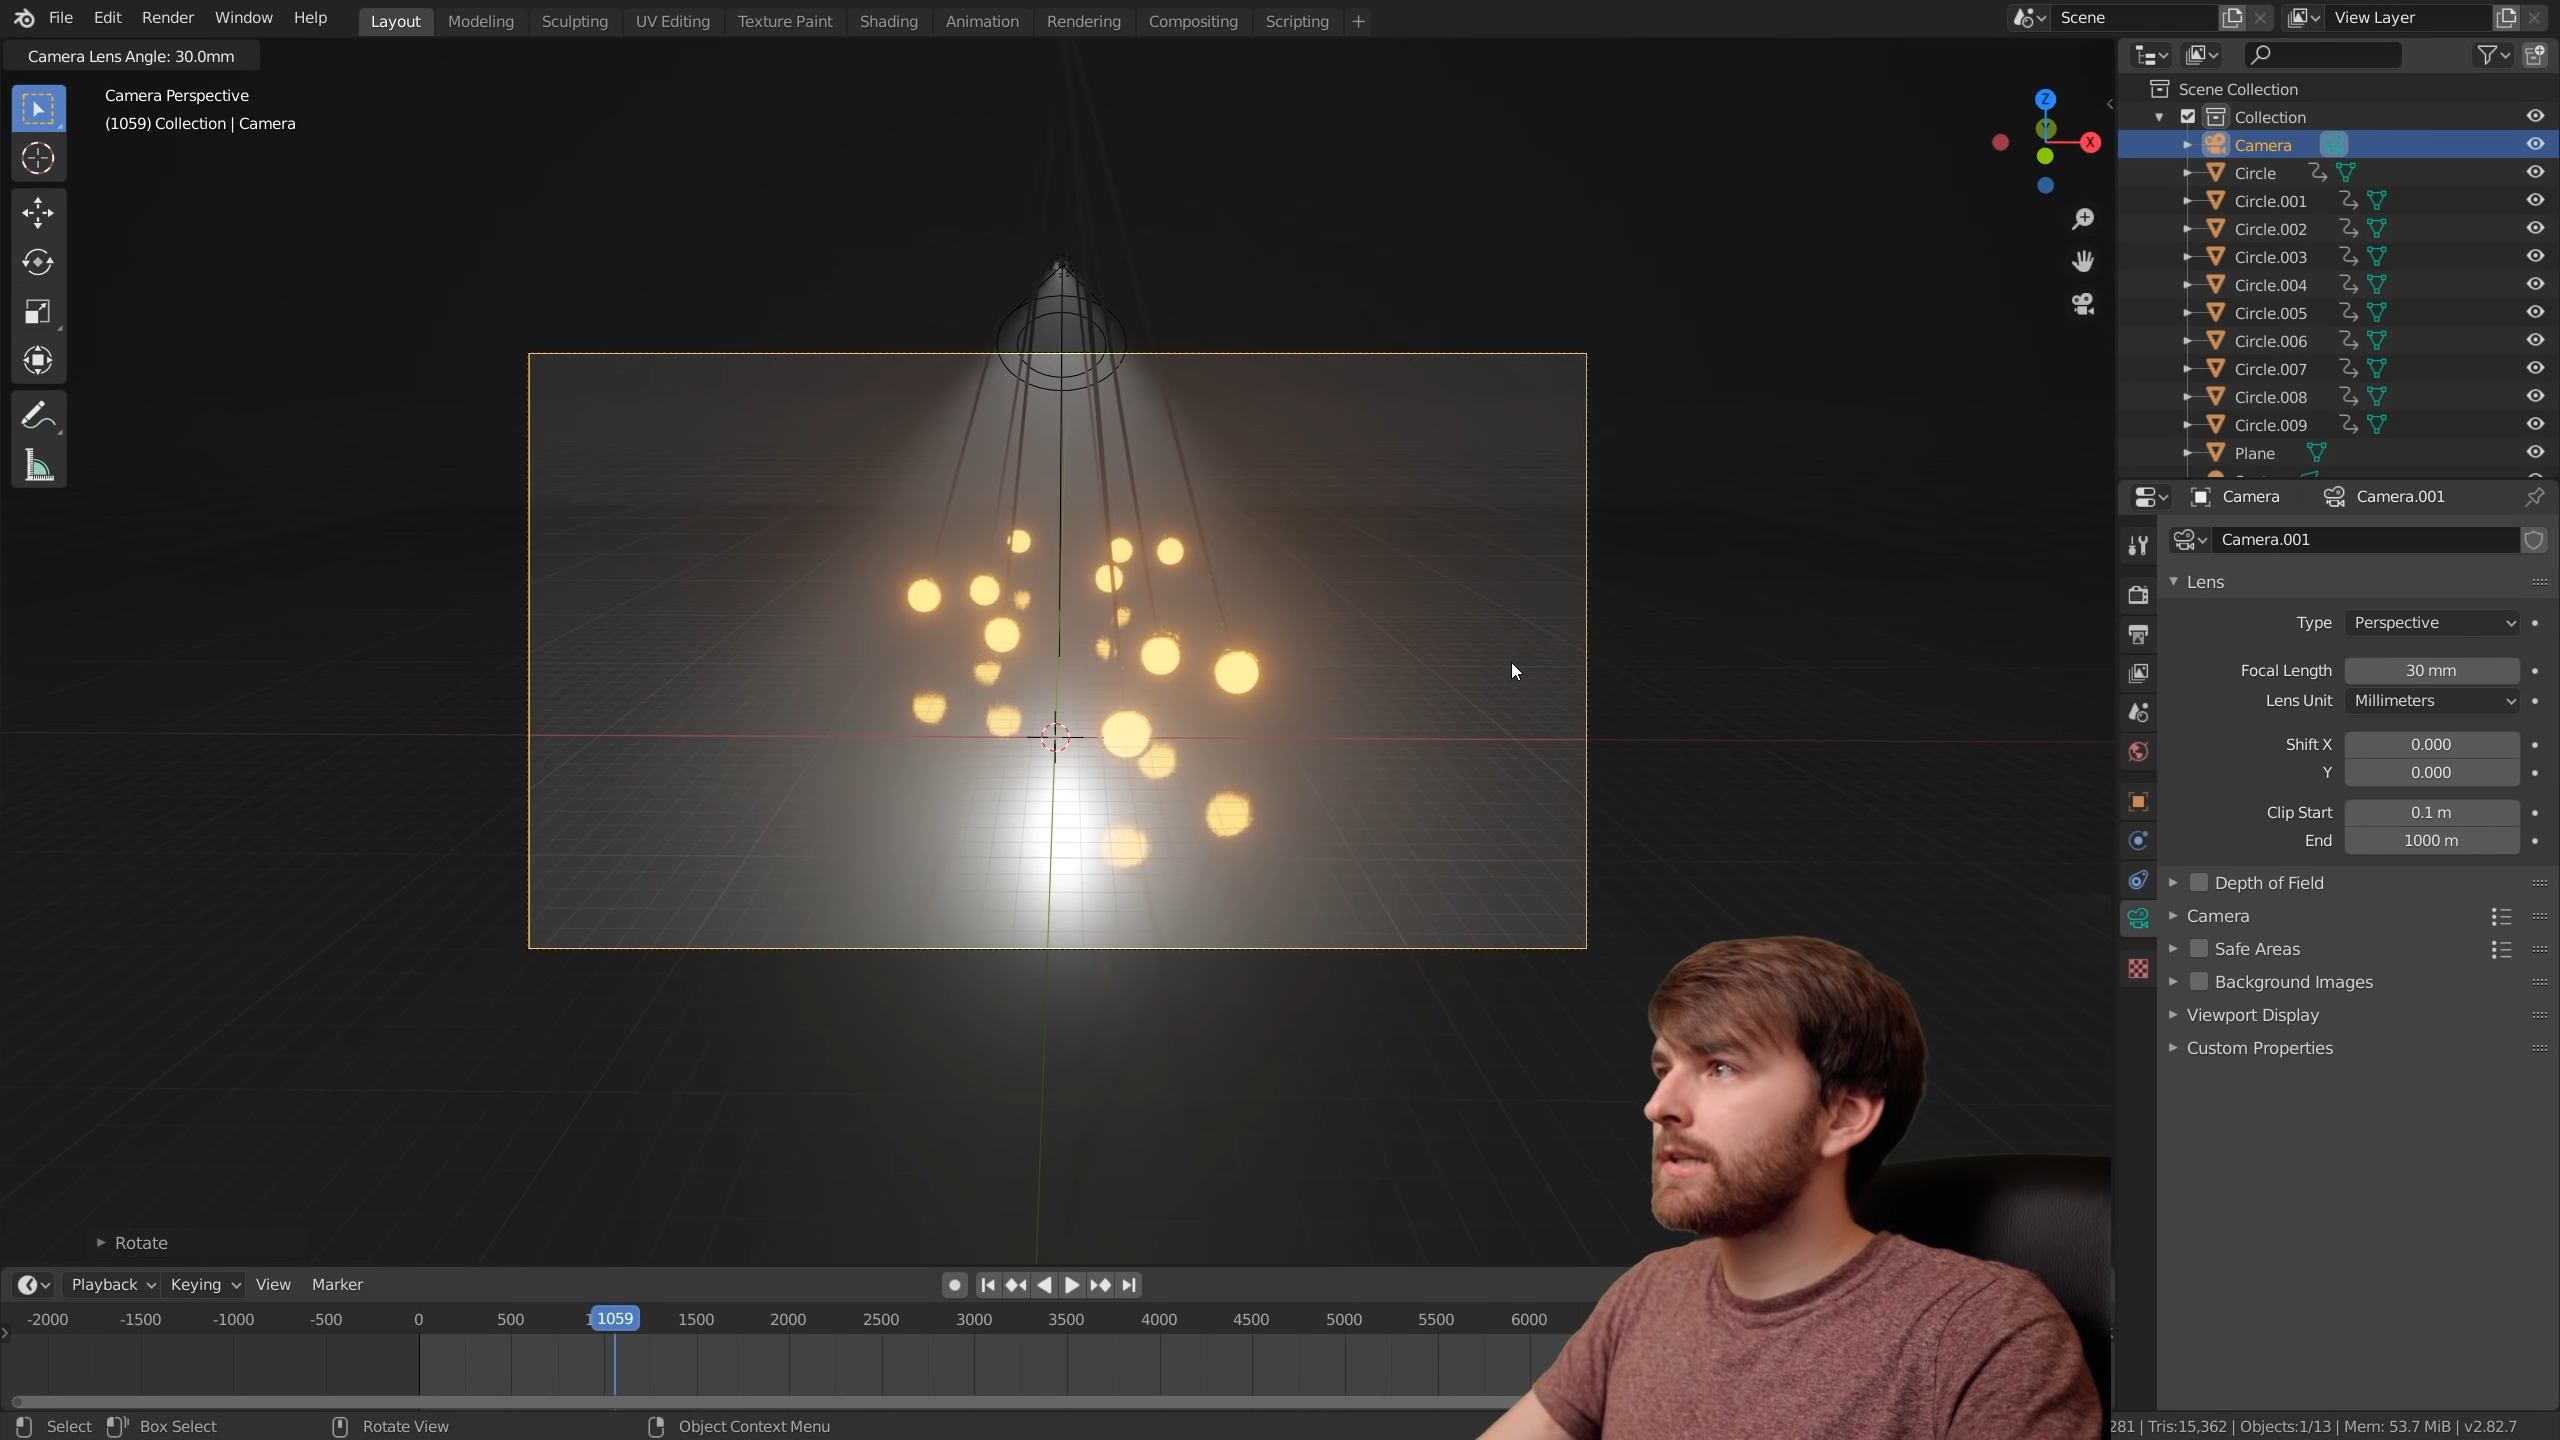 File Edit Render Window Help Layout Modeling Sculpting UV Editing Texture Paint Shading Animation Rendering Compositing Scripting + Scene View Layer
Camera Lens Angle: 30.0mm
Camera Perspective
(1059) Collection | Camera
Z
Y
X
Scene Collection
Collection
Camera
Circle
Circle.001
Circle.002
Circle.003
Circle.004
Circle.005
Circle.006
Circle.007
Circle.008
Circle.009
Plane
Camera Camera.001
Camera.001
Lens
Type Perspective
Focal Length 30 mm
Lens Unit Millimeters
Shift X 0.000
Y 0.000
Clip Start 0.1 m
End 1000 m
Depth of Field
Camera
Safe Areas
Background Images
Viewport Display
Custom Properties
Rotate
Playback Keying View Marker
-2000 -1500 -1000 -500 0 500 1059 1500 2000 2500 3000 3500 4000 4500 5000 5500 6000
Select Box Select Rotate View Object Context Menu 281 | Tris:15,362 | Objects:1/13 | Mem: 53.7 MiB | v2.82.7